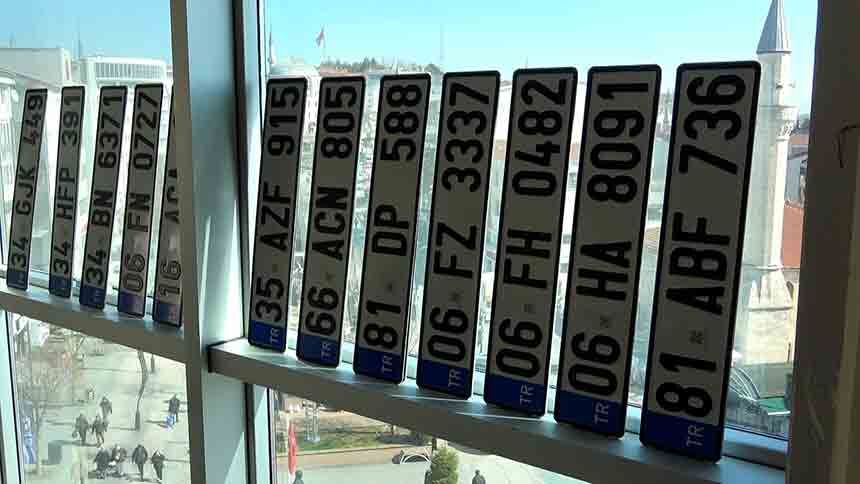 34 GJK 449
34 HFP 391
34 BN 6371
06 FN 0727
16 ACA
TR 35 AZF 915
TR 66 ACN 805
TR 81 DP 588
TR 06 FZ 3337
TR 06 FH 0482
TR 06 HA 8091
TR 81 ABF 736